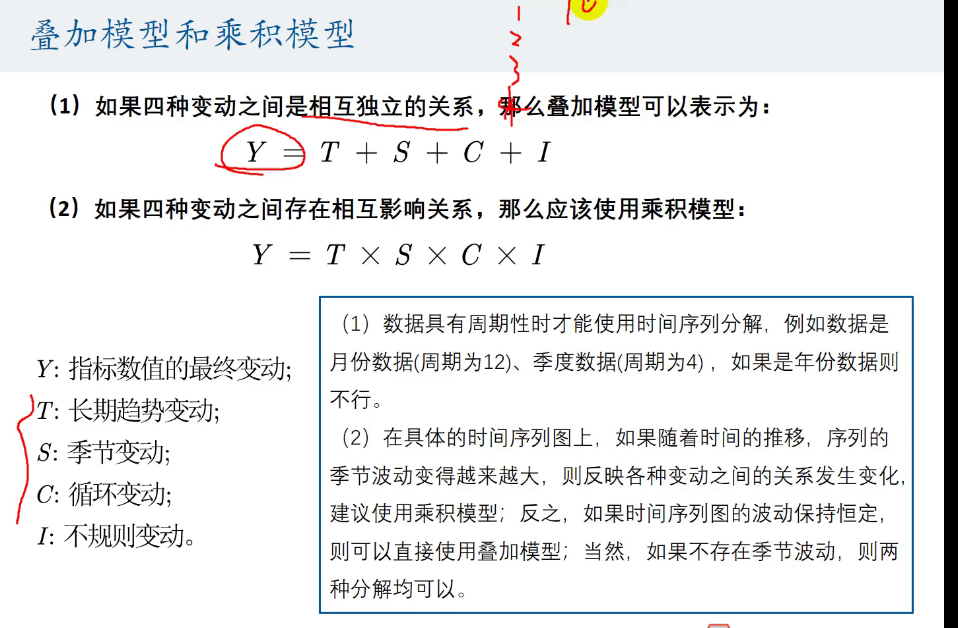 叠加模型和乘积模型
1
2
3
4
（1）如果四种变动之间是相互独立的关系，那么叠加模型可以表示为：
Y = T + S + C + I
（2）如果四种变动之间存在相互影响关系，那么应该使用乘积模型：
Y = T × S × C × I
Y: 指标数值的最终变动;
T: 长期趋势变动;
S: 季节变动;
C: 循环变动;
I: 不规则变动。
（1）数据具有周期性时才能使用时间序列分解，例如数据是
月份数据(周期为12)、季度数据(周期为4) ，如果是年份数据则
不行。
（2）在具体的时间序列图上，如果随着时间的推移，序列的
季节波动变得越来越大，则反映各种变动之间的关系发生变化，
建议使用乘积模型；反之，如果时间序列图的波动保持恒定，
则可以直接使用叠加模型；当然，如果不存在季节波动，则两
种分解均可以。